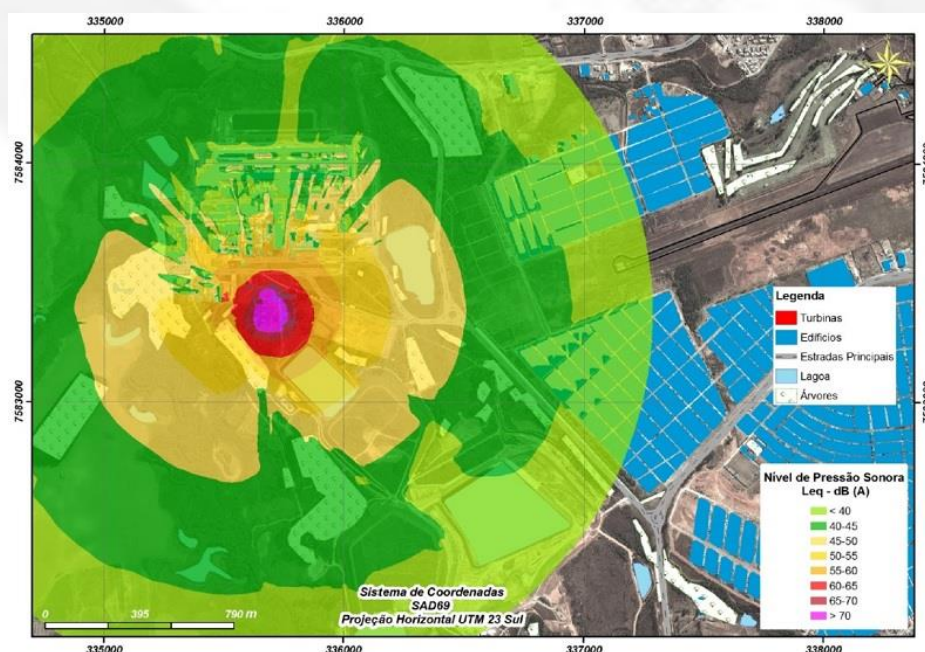 335000 336000 337000 338000
7584000
7583000
Legenda
Turbinas
Edifícios
Estradas Principais
Lagoa
Árvores
Nível de Pressão Sonora
Leq - dB (A)
< 40
40-45
45-50
50-55
55-60
60-65
65-70
> 70
Sistema de Coordenadas
SAD69
Projeção Horizontal UTM 23 Sul
0 395 790 m
335000 336000 337000 338000